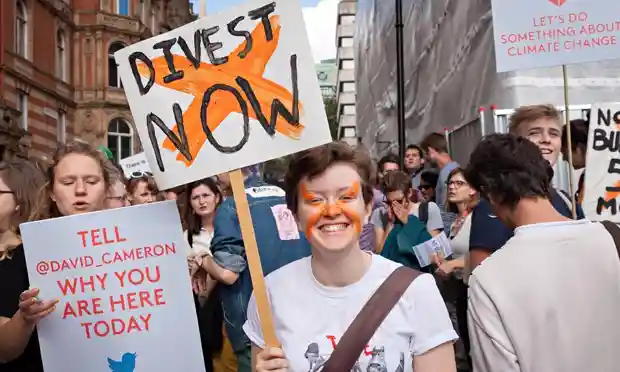 DIVEST
NOW
LET'S DO
SOMETHING ABOUT
CLIMATE CHANGE
TELL
@DAVID_CAMERON
WHY YOU
ARE HERE
TODAY